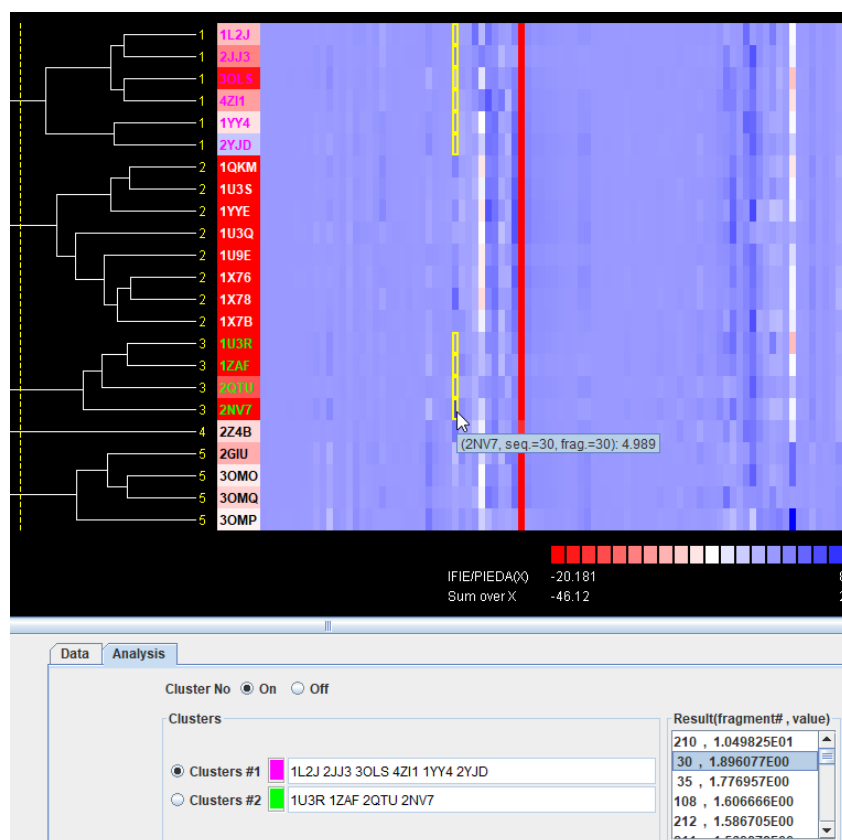 1 1L2J
1 2JJ3
1 3OLS
1 4ZI1
1 1YY4
1 2YJD
2 1QKM
2 1U3S
2 1YYE
2 1U3Q
2 1U9E
2 1X76
2 1X78
2 1X7B
3 1U3R
3 1ZAF
3 2QTU
3 2NV7
4 2Z4B
5 2GIU
5 3OMO
5 3OMQ
5 3OMP
(2NV7, seq.=30, frag.=30): 4.989
IFIE/PIEDA(X) -20.181 8
Sum over X -46.12 2
Data Analysis
Cluster No On Off
Clusters
Clusters #1 1L2J 2JJ3 3OLS 4ZI1 1YY4 2YJD
Clusters #2 1U3R 1ZAF 2QTU 2NV7
Result(fragment# , value)
210 , 1.049825E01
30 , 1.896077E00
35 , 1.776957E00
108 , 1.606666E00
212 , 1.586705E00